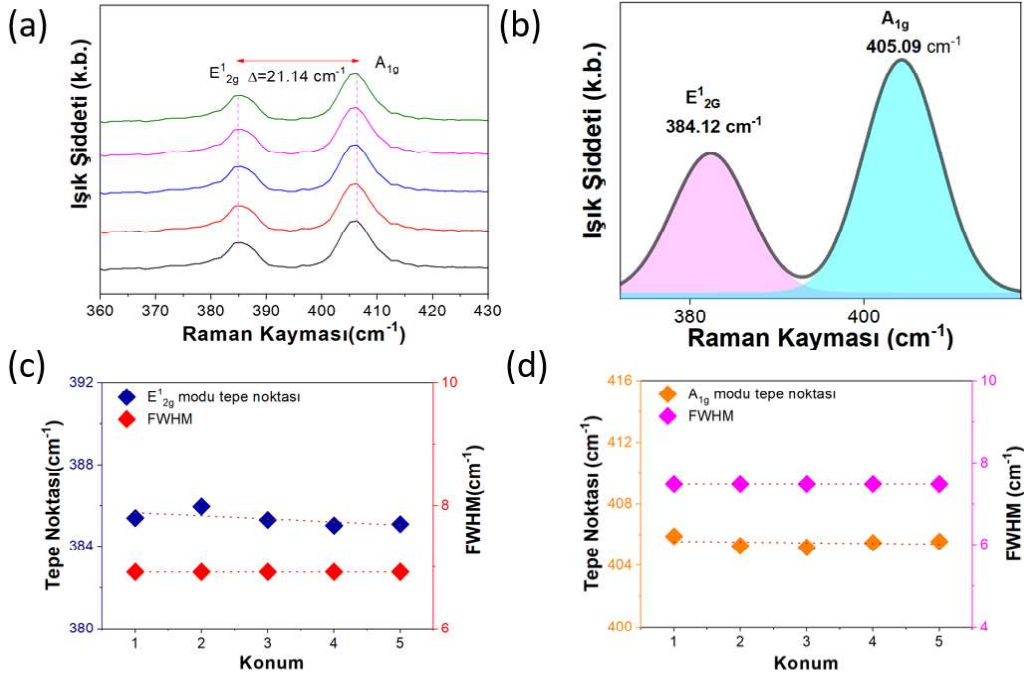 (a)
Işık Şiddeti (k.b.)
E¹₂g Δ=21.14 cm⁻¹ A₁g
360 370 380 390 400 410 420 430
Raman Kayması(cm⁻¹)
(b)
Işık Şiddeti (k.b.)
A₁g
405.09 cm⁻¹
E¹₂G
384.12 cm⁻¹
380 400
Raman Kayması (cm⁻¹)
(c)
Tepe Noktası(cm⁻¹)
392
388
384
380
E¹₂g modu tepe noktası
FWHM
10
8
6
FWHM(cm⁻¹)
1 2 3 4 5
Konum
(d)
Tepe Noktası (cm⁻¹)
416
412
408
404
400
A₁g modu tepe noktası
FWHM
10
8
6
4
FWHM (cm⁻¹)
1 2 3 4 5
Konum